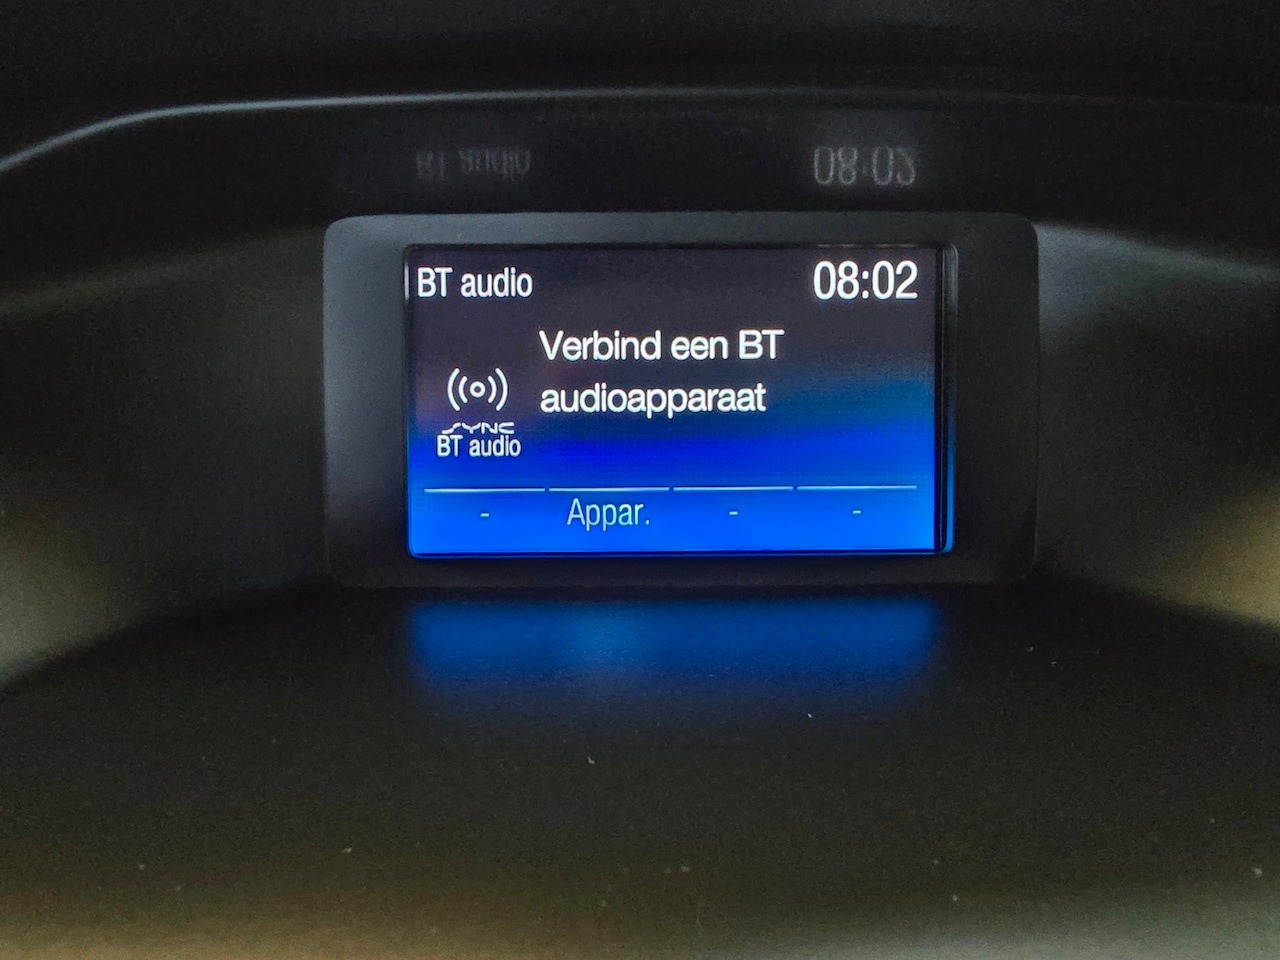 BT audio 08:02
Verbind een BT
audioapparaat
SYNC
BT audio
- Appar. - -